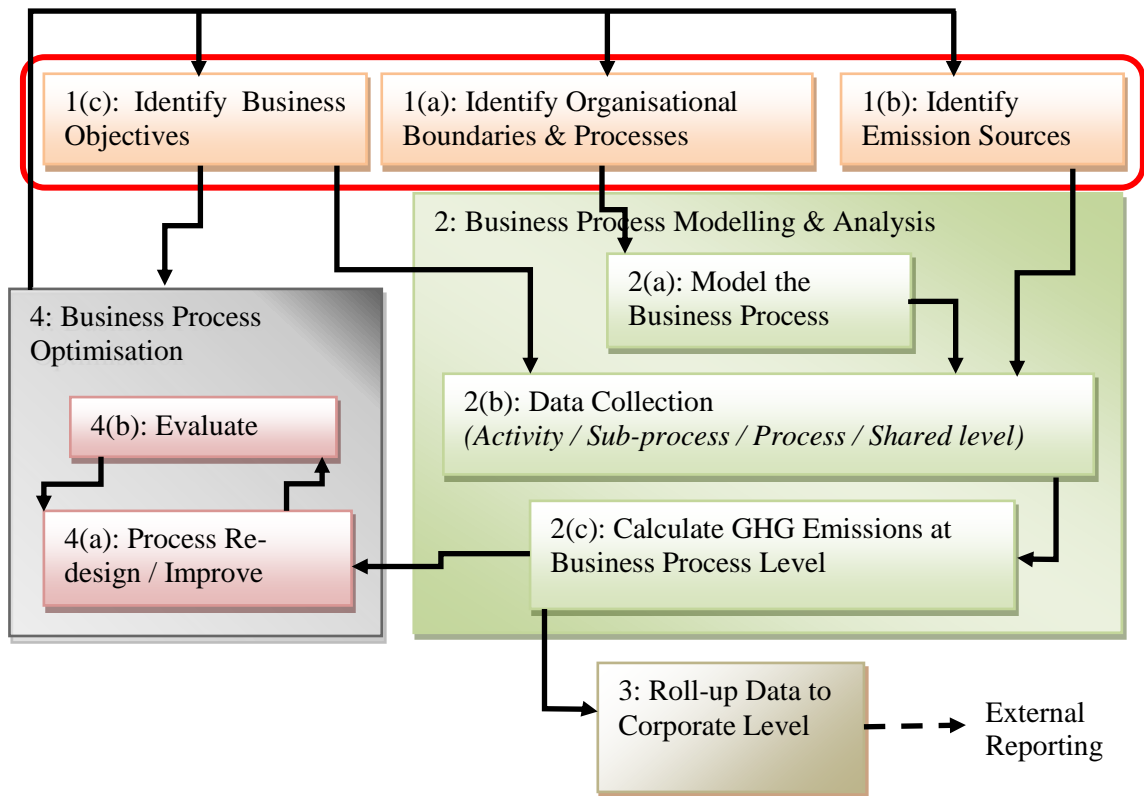 1(c): Identify Business
Objectives
1(a): Identify Organisational
Boundaries & Processes
1(b): Identify
Emission Sources
2: Business Process Modelling & Analysis
2(a): Model the
Business Process
4: Business Process
Optimisation
2(b): Data Collection
(Activity / Sub-process / Process / Shared level)
4(b): Evaluate
4(a): Process Re-
design / Improve
2(c): Calculate GHG Emissions at
Business Process Level
3: Roll-up Data to
Corporate Level
External
Reporting